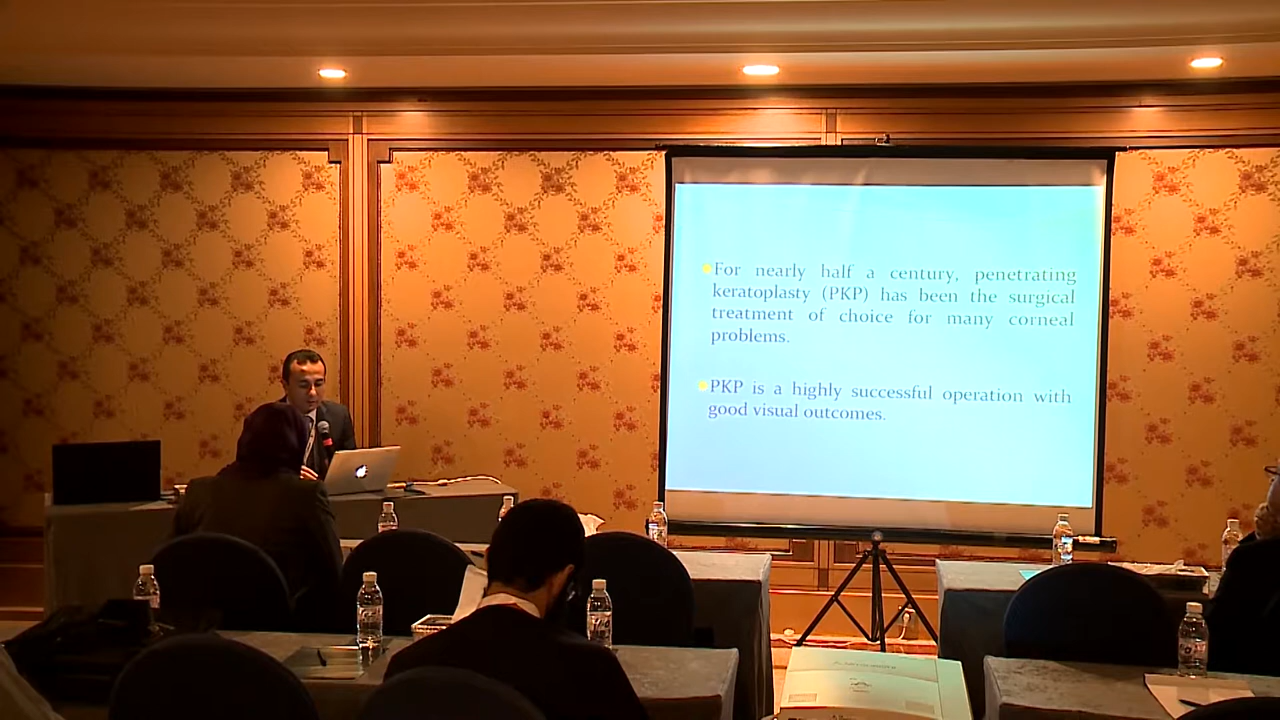 For nearly half a century, penetrating
keratoplasty (PKP) has been the surgical
treatment of choice for many corneal
problems.
PKP is a highly successful operation with
good visual outcomes.